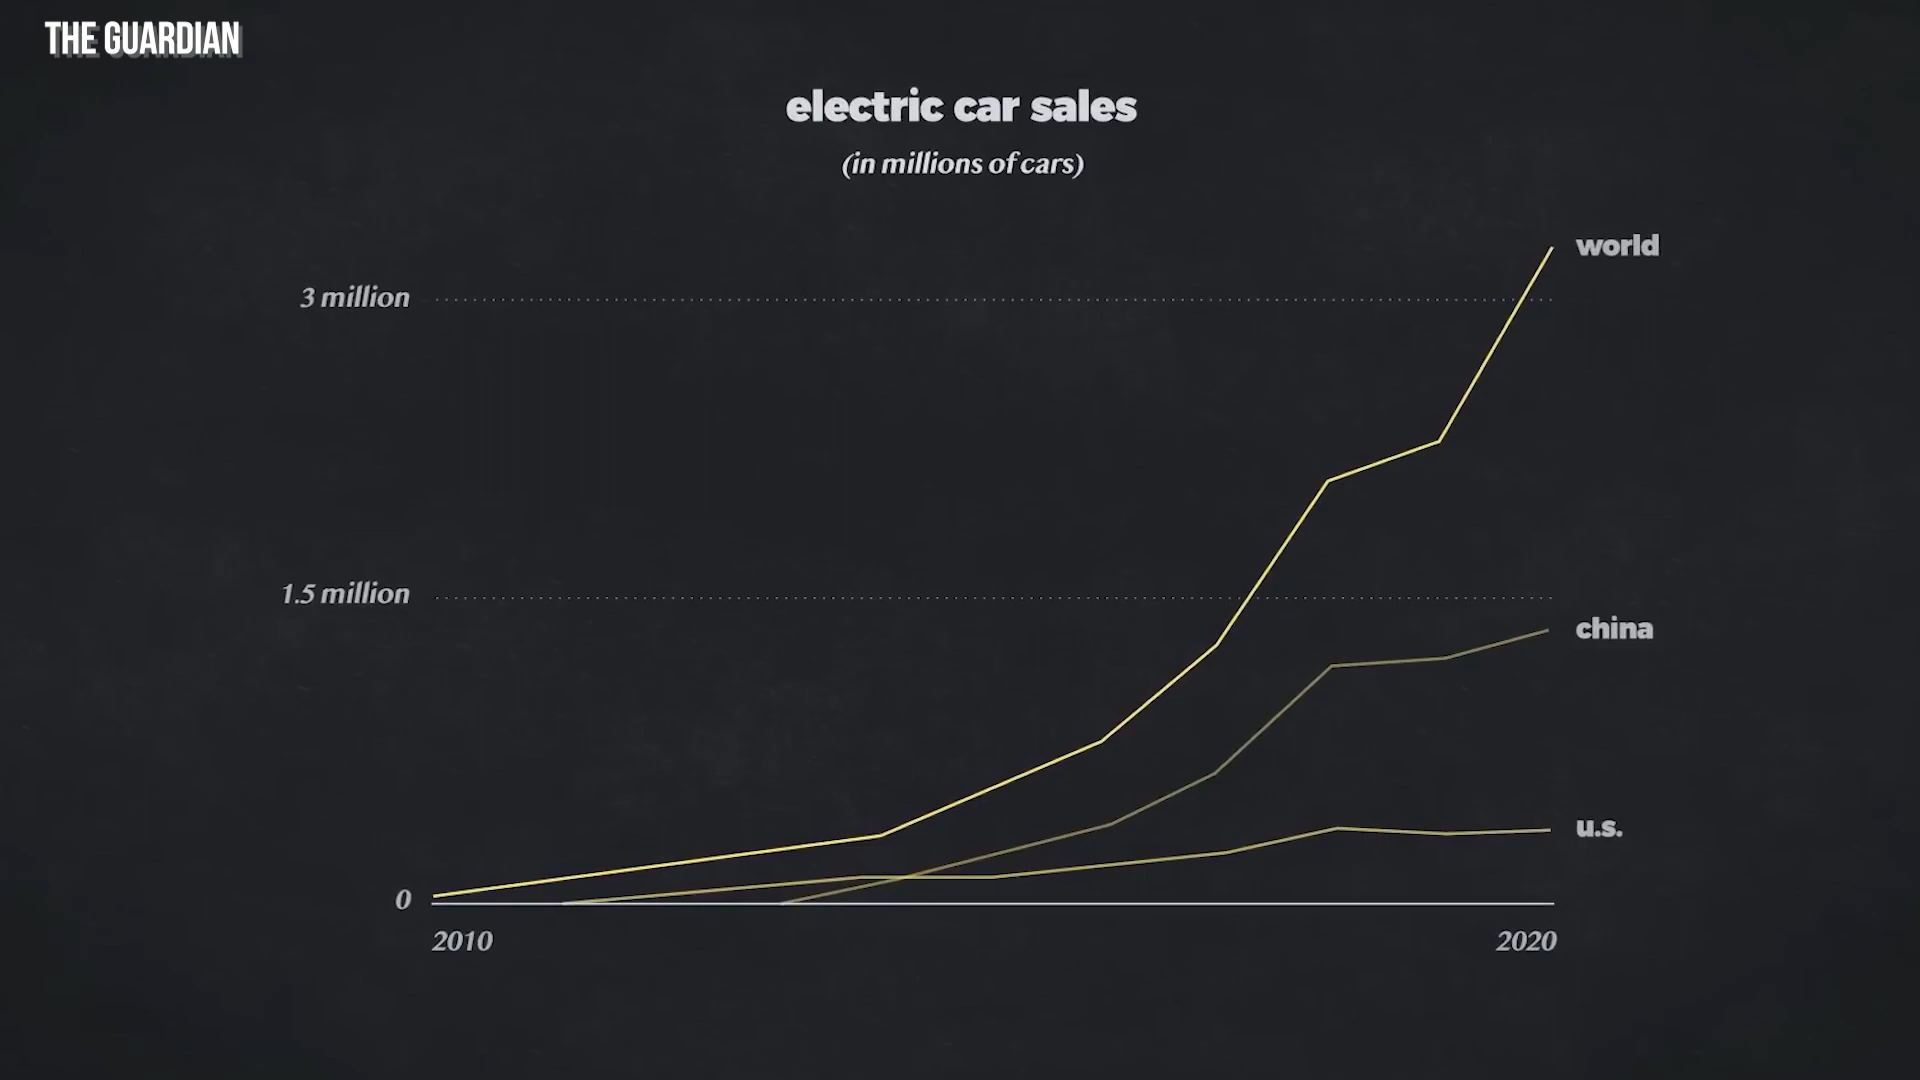 THE GUARDIAN
electric car sales
(in millions of cars)
world
3 million
1.5 million
china
u.s.
0
2010
2020